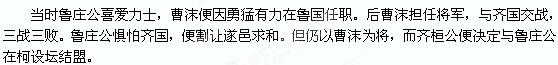 当时鲁庄公喜爱力士，曹沫便因勇猛有力在鲁国任职。后曹沫担任将军，与齐国交战，
三战三败。鲁庄公惧怕齐国，便割让遂邑求和。但仍以曹沫为将，而齐桓公便决定与鲁庄公
在柯设坛结盟。